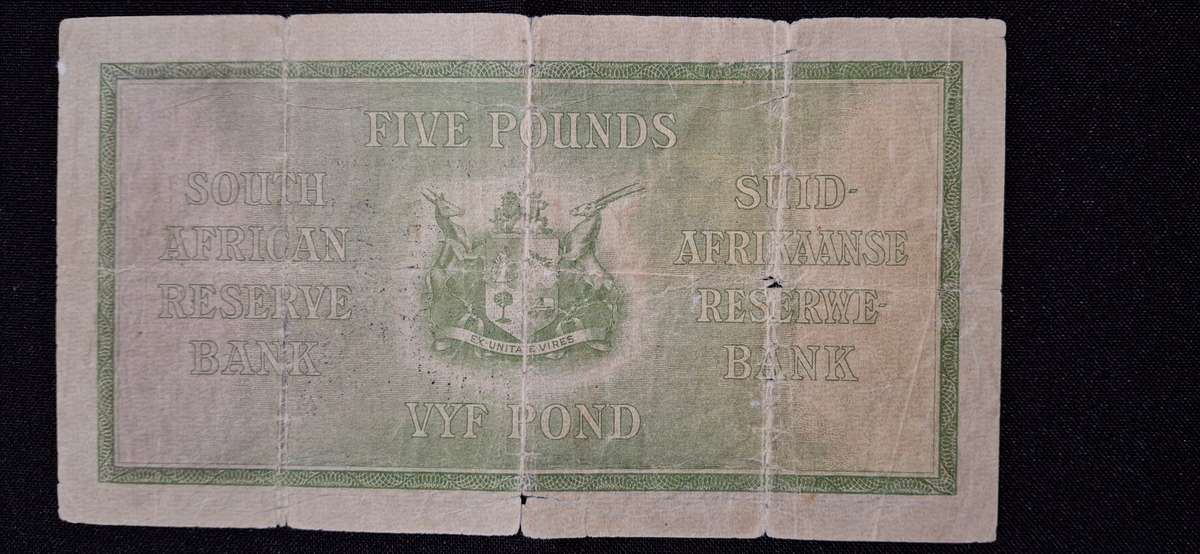 FIVE POUNDS
SOUTH
AFRICAN
RESERVE
BANK
SUID-
AFRIKAANSE
RESERWE-
BANK
EX·UNITATE VIRES
VYF POND